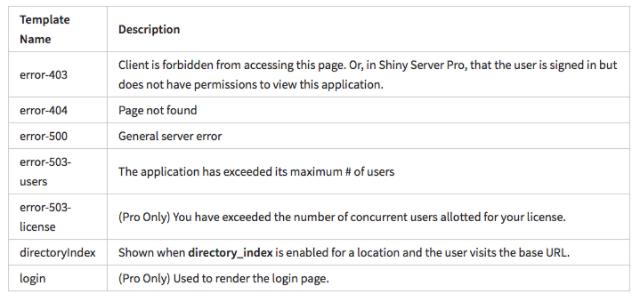 Template
Name
Description
error-403
Client is forbidden from accessing this page. Or, in Shiny Server Pro, that the user is signed in but
does not have permissions to view this application.
error-404
Page not found
error-500
General server error
error-503-
users
The application has exceeded its maximum # of users
error-503-
license
(Pro Only) You have exceeded the number of concurrent users allotted for your license.
directoryIndex
Shown when directory_index is enabled for a location and the user visits the base URL.
login
(Pro Only) Used to render the login page.